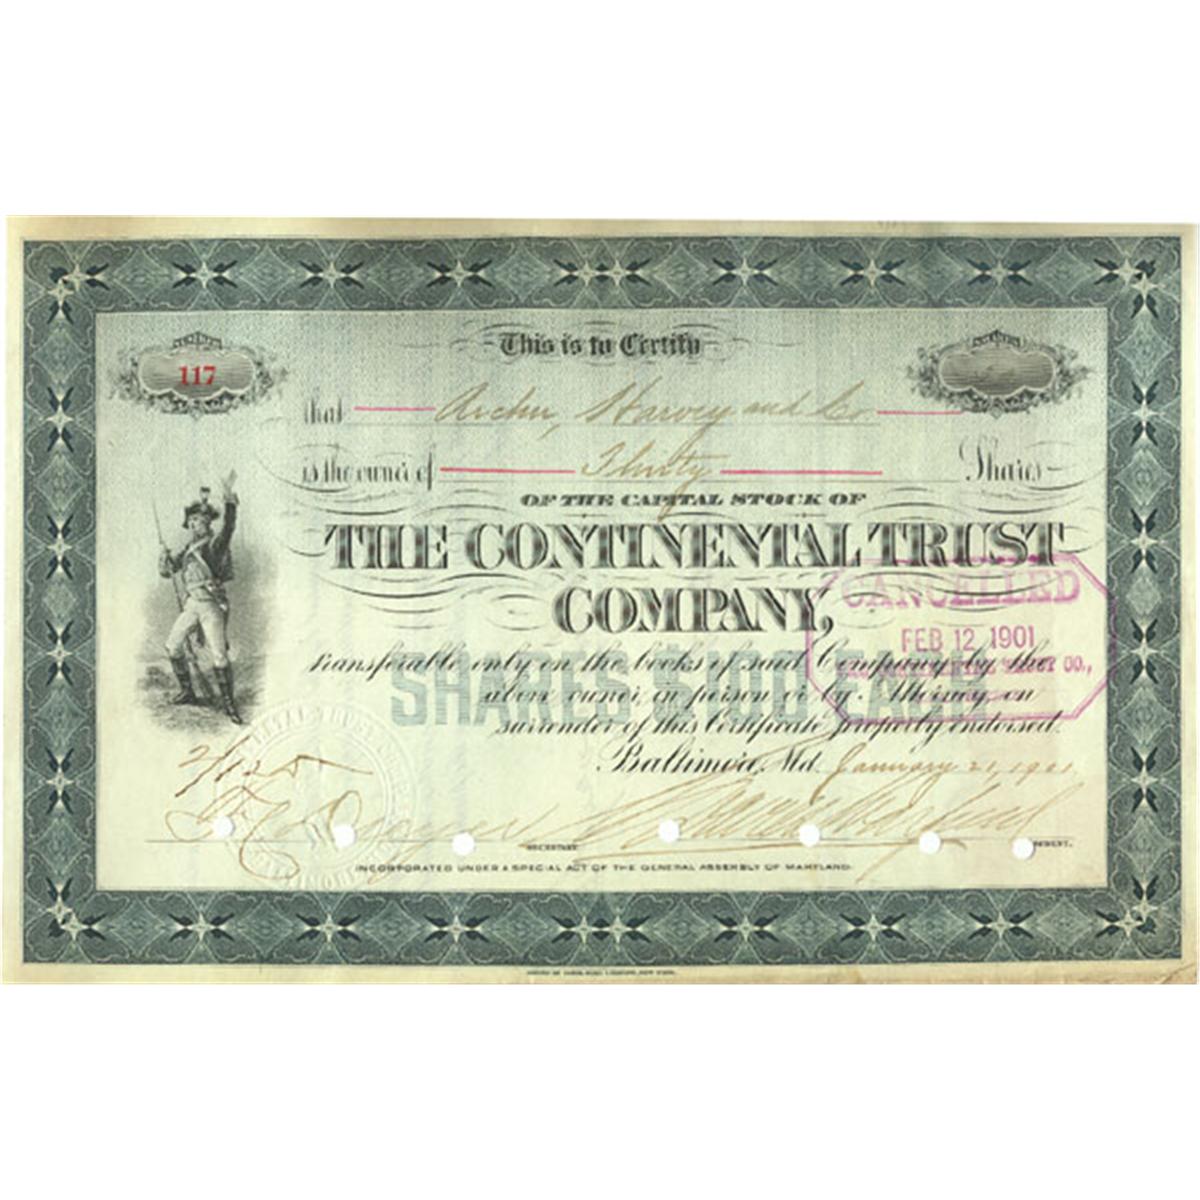 This is to Certify
117
that Archer, Harvey and Co.
is the owner of Thirty Shares
OF THE CAPITAL STOCK OF
THE CONTINENTAL TRUST
COMPANY,
CANCELLED
FEB 12 1901
SHARES $100 EACH
transferable only on the books of said Company by the
above owner, in person or by Attorney, on
surrender of this Certificate properly endorsed.
Baltimore, Md. January 21, 1901
SECRETARY
INCORPORATED UNDER A SPECIAL ACT OF THE GENERAL ASSEMBLY OF MARYLAND.